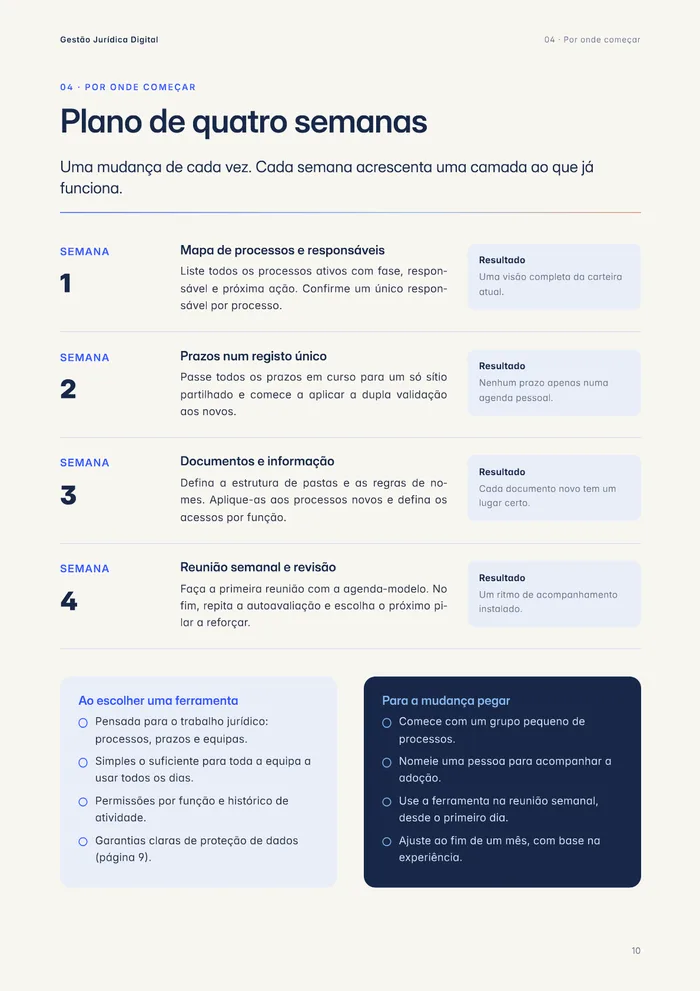 Gestão Jurídica Digital
04 · Por onde começar
04 · POR ONDE COMEÇAR
Plano de quatro semanas
Uma mudança de cada vez. Cada semana acrescenta uma camada ao que já
funciona.
SEMANA
1
Mapa de processos e responsáveis
Liste todos os processos ativos com fase, respon-
sável e próxima ação. Confirme um único respon-
sável por processo.
Resultado
Uma visão completa da carteira
atual.
SEMANA
2
Prazos num registo único
Passe todos os prazos em curso para um só sítio
partilhado e comece a aplicar a dupla validação
aos novos.
Resultado
Nenhum prazo apenas numa
agenda pessoal.
SEMANA
3
Documentos e informação
Defina a estrutura de pastas e as regras de no-
mes. Aplique-as aos processos novos e defina os
acessos por função.
Resultado
Cada documento novo tem um
lugar certo.
SEMANA
4
Reunião semanal e revisão
Faça a primeira reunião com a agenda-modelo. No
fim, repita a autoavaliação e escolha o próximo pi-
lar a reforçar.
Resultado
Um ritmo de acompanhamento
instalado.
Ao escolher uma ferramenta
Pensada para o trabalho jurídico:
processos, prazos e equipas.
Simples o suficiente para toda a equipa a
usar todos os dias.
Permissões por função e histórico de
atividade.
Garantias claras de proteção de dados
(página 9).
Para a mudança pegar
Comece com um grupo pequeno de
processos.
Nomeie uma pessoa para acompanhar a
adoção.
Use a ferramenta na reunião semanal,
desde o primeiro dia.
Ajuste ao fim de um mês, com base na
experiência.
10